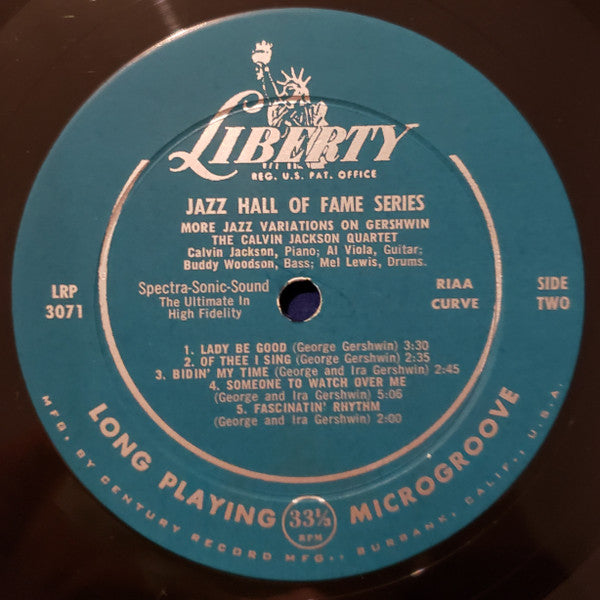 LIBERTY
REG. U.S. PAT. OFFICE
JAZZ HALL OF FAME SERIES
MORE JAZZ VARIATIONS ON GERSHWIN
THE CALVIN JACKSON QUARTET
Calvin Jackson, Piano; Al Viola, Guitar;
Buddy Woodson, Bass; Mel Lewis, Drums.
LRP
3071
Spectra-Sonic-Sound
The Ultimate In
High Fidelity
RIAA
CURVE
SIDE
TWO
1. LADY BE GOOD (George Gershwin) 3:30
2. OF THEE I SING (George Gershwin) 2:35
3. BIDIN' MY TIME (George and Ira Gershwin) 2:45
4. SOMEONE TO WATCH OVER ME
(George and Ira Gershwin) 5:06
5. FASCINATIN' RHYTHM
(George and Ira Gershwin) 2:00
LONG PLAYING 33⅓ RPM MICROGROOVE
MFG. BY CENTURY RECORD MFG., BURBANK, CALIF., U.S.A.